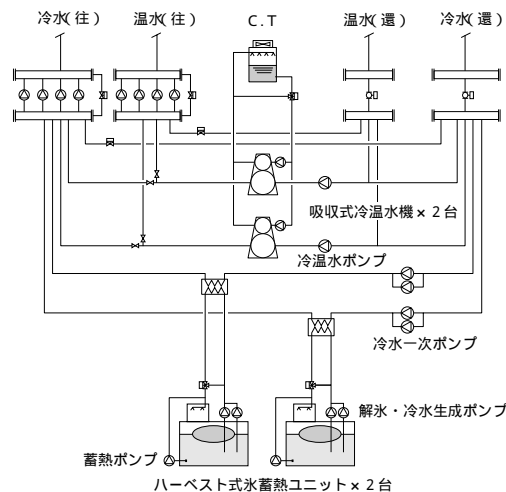 冷水(往)
温水(往)
C.T
温水(還)
冷水(還)
吸収式冷温水機×2台
冷温水ポンプ
冷水一次ポンプ
解氷・冷水生成ポンプ
蓄熱ポンプ
ハーベスト式氷蓄熱ユニット×2台